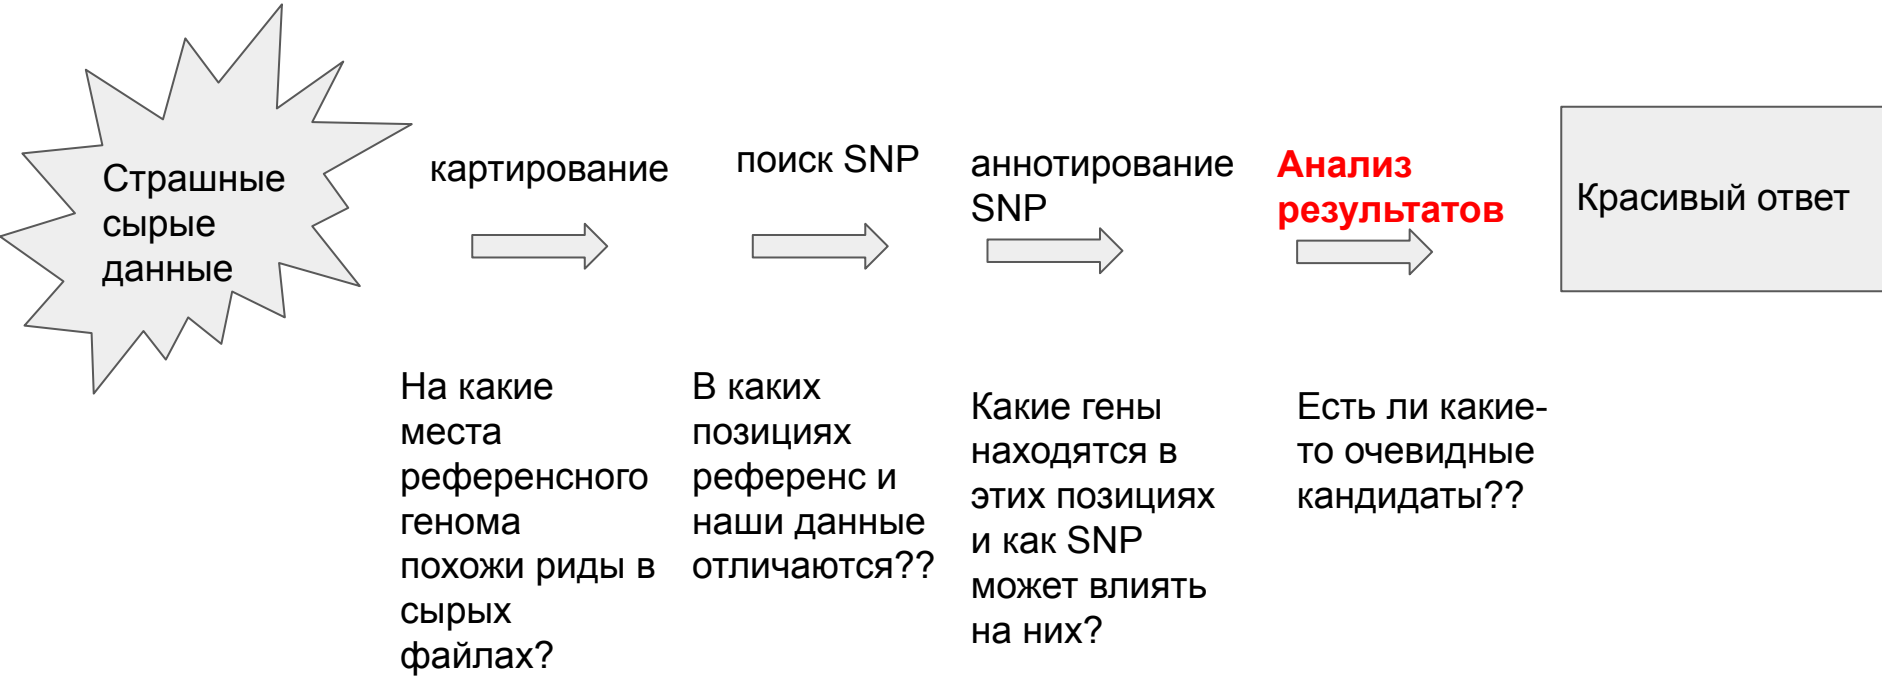 Страшные
сырые
данные
картирование
поиск SNP
аннотирование
SNP
Анализ
результатов
Красивый ответ
На какие
места
референсного
генома
похожи риды в
сырых
файлах?
В каких
позициях
референс и
наши данные
отличаются??
Какие гены
находятся в
этих позициях
и как SNP
может влиять
на них?
Есть ли какие-
то очевидные
кандидаты??